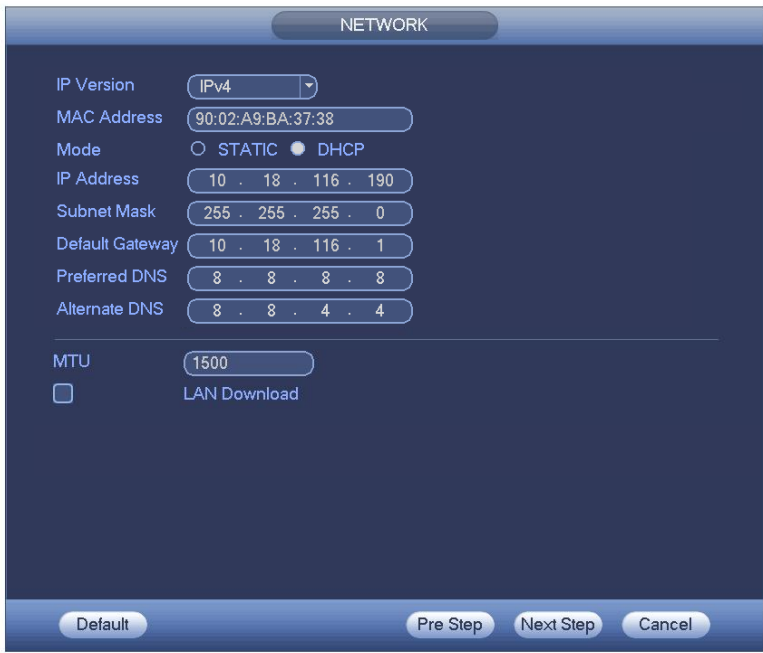 NETWORK
IP Version IPv4
MAC Address 90:02:A9:BA:37:38
Mode STATIC DHCP
IP Address 10 . 18 . 116 . 190
Subnet Mask 255 . 255 . 255 . 0
Default Gateway 10 . 18 . 116 . 1
Preferred DNS 8 . 8 . 8 . 8
Alternate DNS 8 . 8 . 4 . 4
MTU 1500
LAN Download
Default Pre Step Next Step Cancel